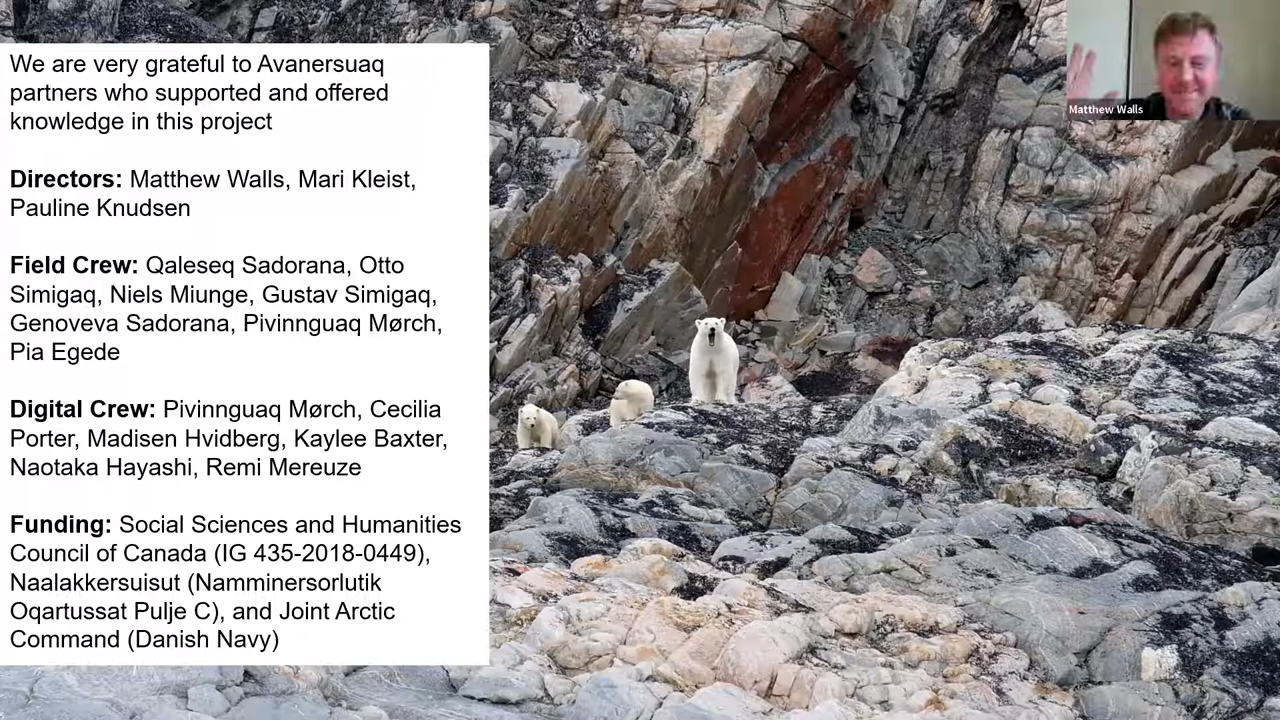 We are very grateful to Avanersuaq
partners who supported and offered
knowledge in this project
Directors: Matthew Walls, Mari Kleist,
Pauline Knudsen
Field Crew: Qaleseq Sadorana, Otto
Simigaq, Niels Miunge, Gustav Simigaq,
Genoveva Sadorana, Pivinnguaq Mørch,
Pia Egede
Digital Crew: Pivinnguaq Mørch, Cecilia
Porter, Madisen Hvidberg, Kaylee Baxter,
Naotaka Hayashi, Remi Mereuze
Funding: Social Sciences and Humanities
Council of Canada (IG 435-2018-0449),
Naalakkersuisut (Namminersorlutik
Oqartussat Pulje C), and Joint Arctic
Command (Danish Navy)
Matthew Walls